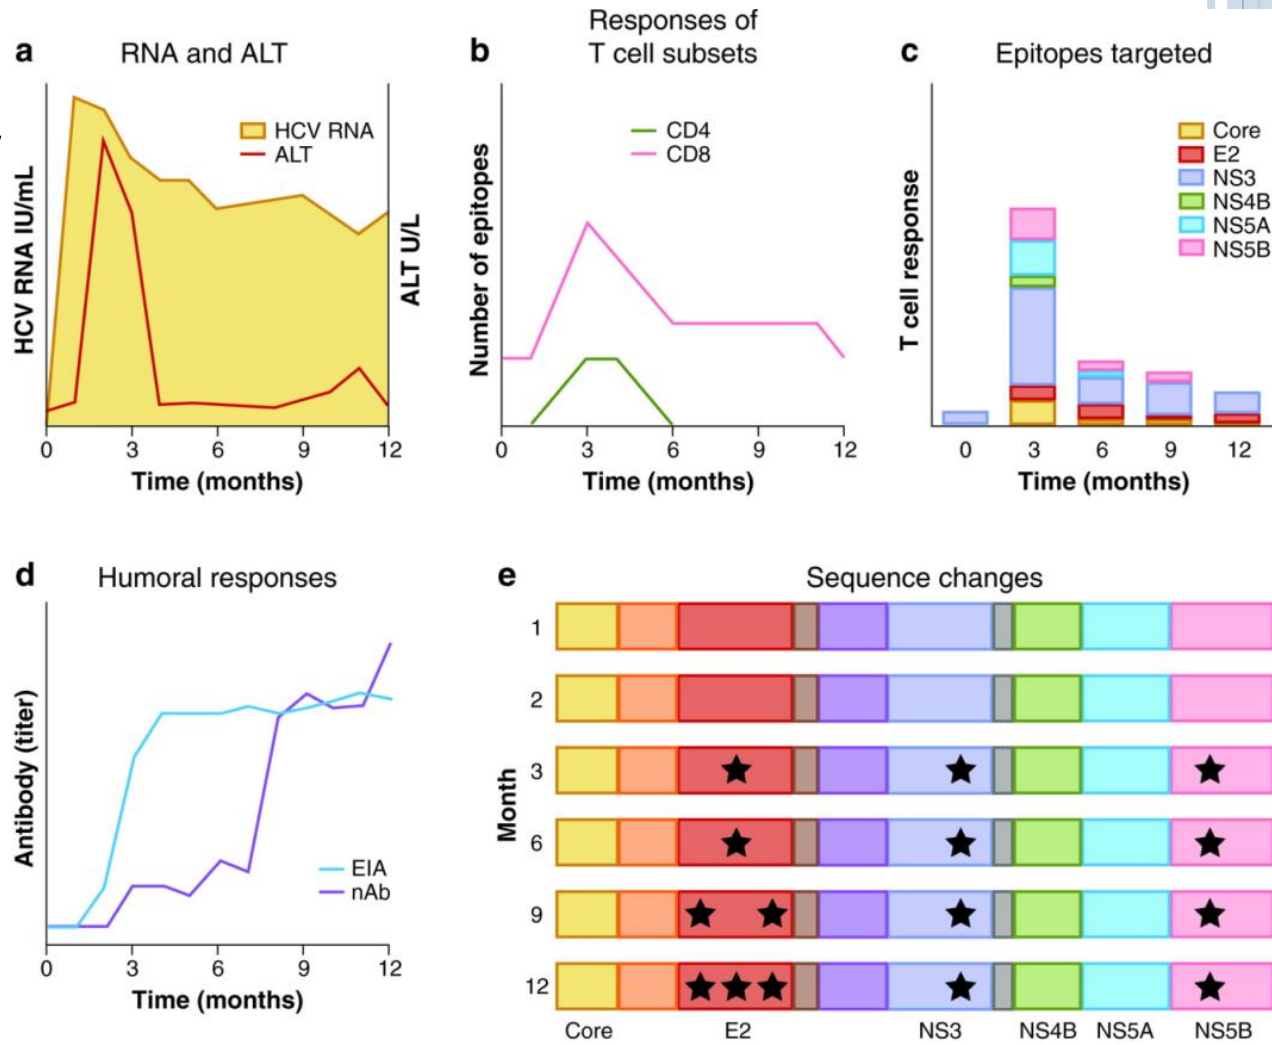 a
RNA and ALT
HCV RNA
ALT
HCV RNA IU/mL
ALT U/L
0 3 6 9 12
Time (months)
b
Responses of
T cell subsets
CD4
CD8
Number of epitopes
0 3 6 9 12
Time (months)
c
Epitopes targeted
Core
E2
NS3
NS4B
NS5A
NS5B
T cell response
0 3 6 9 12
Time (months)
d
Humoral responses
Antibody (titer)
EIA
nAb
0 3 6 9 12
Time (months)
e
Sequence changes
Month
1
2
3
6
9
12
Core E2 NS3 NS4B NS5A NS5B